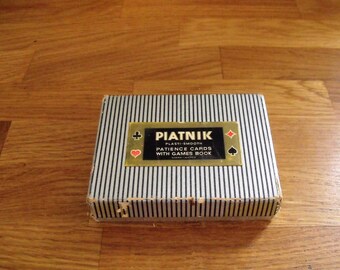 PIATNIK
PLASTI-SMOOTH
PATIENCE CARDS
WITH GAMES BOOK